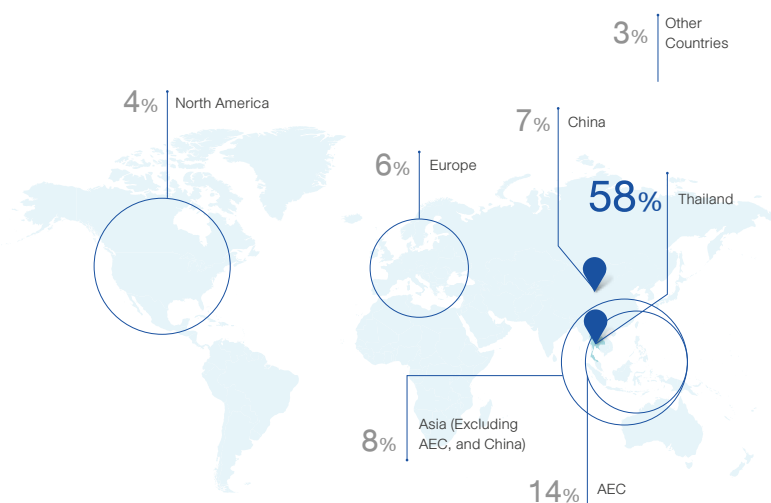 3% Other
Countries
4% North America
7% China
6% Europe
58% Thailand
8% Asia (Excluding
AEC, and China)
14% AEC